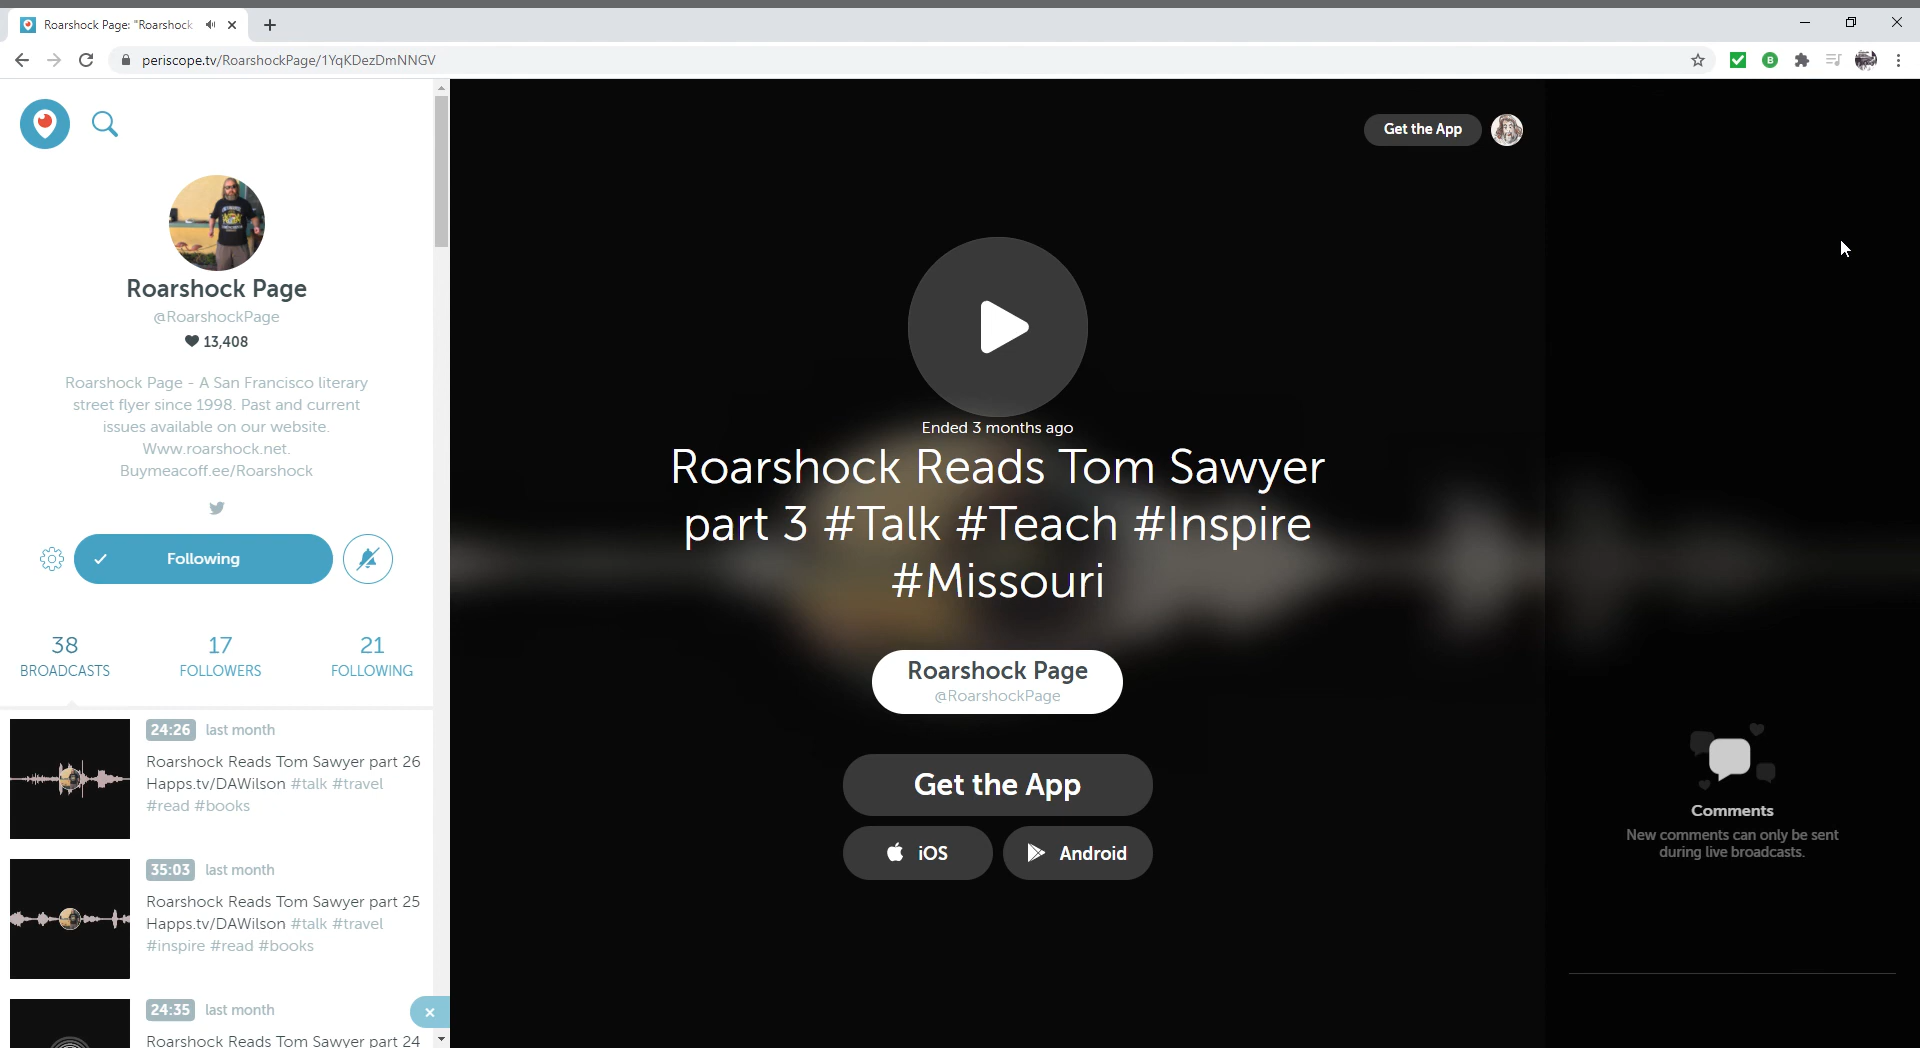 Roarshock Page: "Roarshock
periscope.tv/RoarshockPage/1YqKDezDmNNGV
B
Roarshock Page
@RoarshockPage
13,408
Roarshock Page - A San Francisco literary
street flyer since 1998. Past and current
issues available on our website.
Www.roarshock.net.
Buymeacoff.ee/Roarshock
Following
38
BROADCASTS
17
FOLLOWERS
21
FOLLOWING
24:26 last month
Roarshock Reads Tom Sawyer part 26
Happs.tv/DAWilson #talk #travel
#read #books
35:03 last month
Roarshock Reads Tom Sawyer part 25
Happs.tv/DAWilson #talk #travel
#inspire #read #books
24:35 last month
Roarshock Reads Tom Sawyer part 24
Get the App
Ended 3 months ago
Roarshock Reads Tom Sawyer
part 3 #Talk #Teach #Inspire
#Missouri
Roarshock Page
@RoarshockPage
Get the App
iOS
Android
Comments
New comments can only be sent
during live broadcasts.